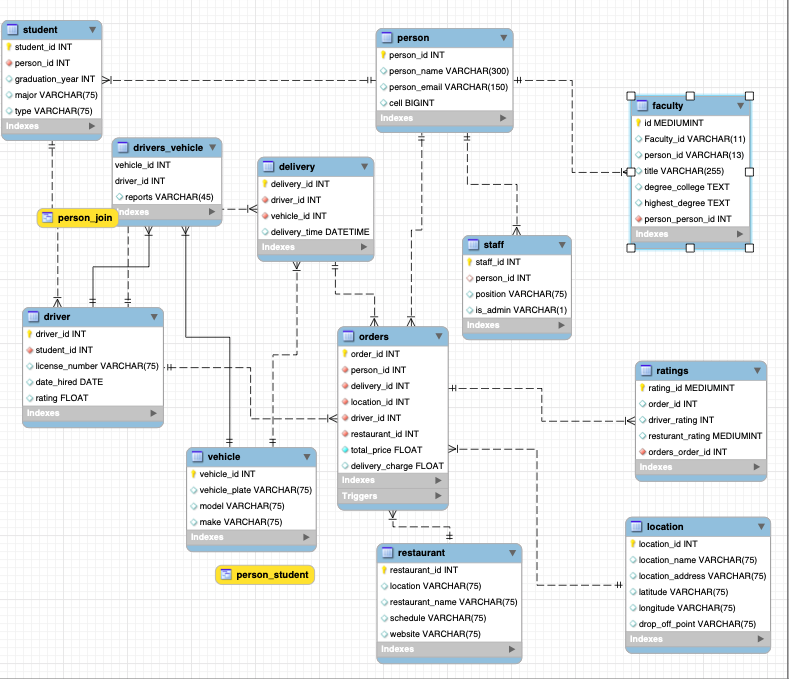 student
student_id INT
person_id INT
graduation_year INT
major VARCHAR(75)
type VARCHAR(75)
Indexes
person
person_id INT
person_name VARCHAR(300)
person_email VARCHAR(150)
cell BIGINT
Indexes
faculty
id MEDIUMINT
Faculty_id VARCHAR(11)
person_id VARCHAR(13)
title VARCHAR(255)
degree_college TEXT
highest_degree TEXT
person_person_id INT
Indexes
drivers_vehicle
vehicle_id INT
driver_id INT
reports VARCHAR(45)
Indexes
person_join
delivery
delivery_id INT
driver_id INT
vehicle_id INT
delivery_time DATETIME
Indexes
staff
staff_id INT
person_id INT
position VARCHAR(75)
is_admin VARCHAR(1)
Indexes
driver
driver_id INT
student_id INT
license_number VARCHAR(75)
date_hired DATE
rating FLOAT
Indexes
orders
order_id INT
person_id INT
delivery_id INT
location_id INT
driver_id INT
restaurant_id INT
total_price FLOAT
delivery_charge FLOAT
Indexes
Triggers
ratings
rating_id MEDIUMINT
order_id INT
driver_rating INT
resturant_rating MEDIUMINT
orders_order_id INT
Indexes
vehicle
vehicle_id INT
vehicle_plate VARCHAR(75)
model VARCHAR(75)
make VARCHAR(75)
Indexes
person_student
restaurant
restaurant_id INT
location VARCHAR(75)
restaurant_name VARCHAR(75)
schedule VARCHAR(75)
website VARCHAR(75)
Indexes
location
location_id INT
location_name VARCHAR(75)
location_address VARCHAR(75)
latitude VARCHAR(75)
longitude VARCHAR(75)
drop_off_point VARCHAR(75)
Indexes